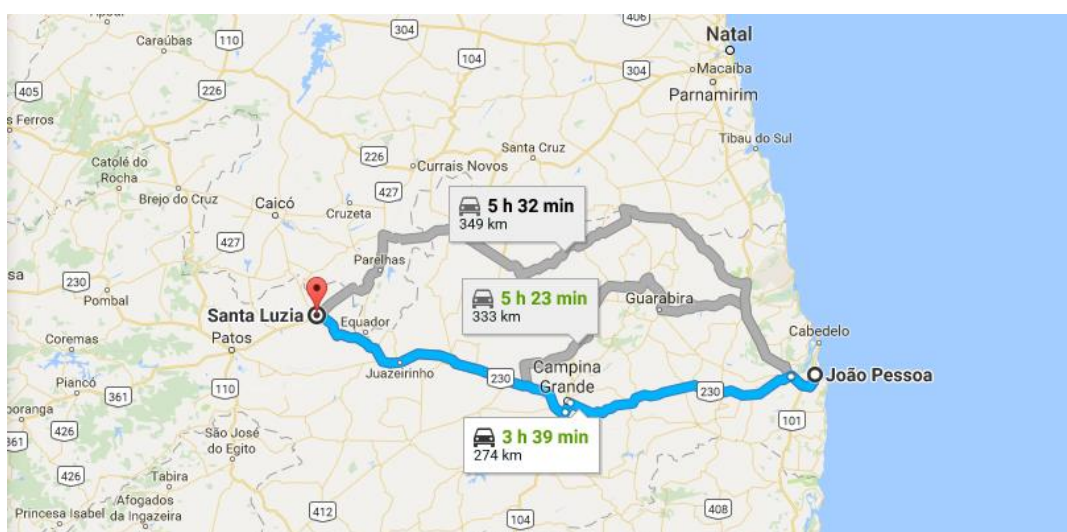 304
406
Caraúbas
110
104
Natal
Macaíba
304
Parnamirim
405
226
s Ferros
Tibau do Sul
Santa Cruz
226
Currais Novos
Catolé do
Rocha
427
Brejo do Cruz
Caicó
Cruzeta
5 h 32 min
349 km
427
sa
Parelhas
230
Pombal
5 h 23 min
333 km
Guarabira
Santa Luzia
Equador
Cabedelo
Coremas
Patos
Juazeirinho
230
Campina
Grande
João Pessoa
Piancó
361
110
230
101
oranga
426
361
São José
do Egito
3 h 39 min
274 km
426
Tabira
426
Afogados
da Ingazeira
Princesa Isabel
412
104
408